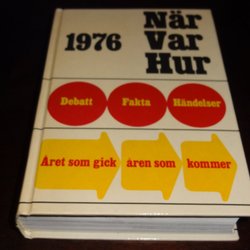 1976
När
Var
Hur
Debatt Fakta Händelser
Året som gick åren som kommer